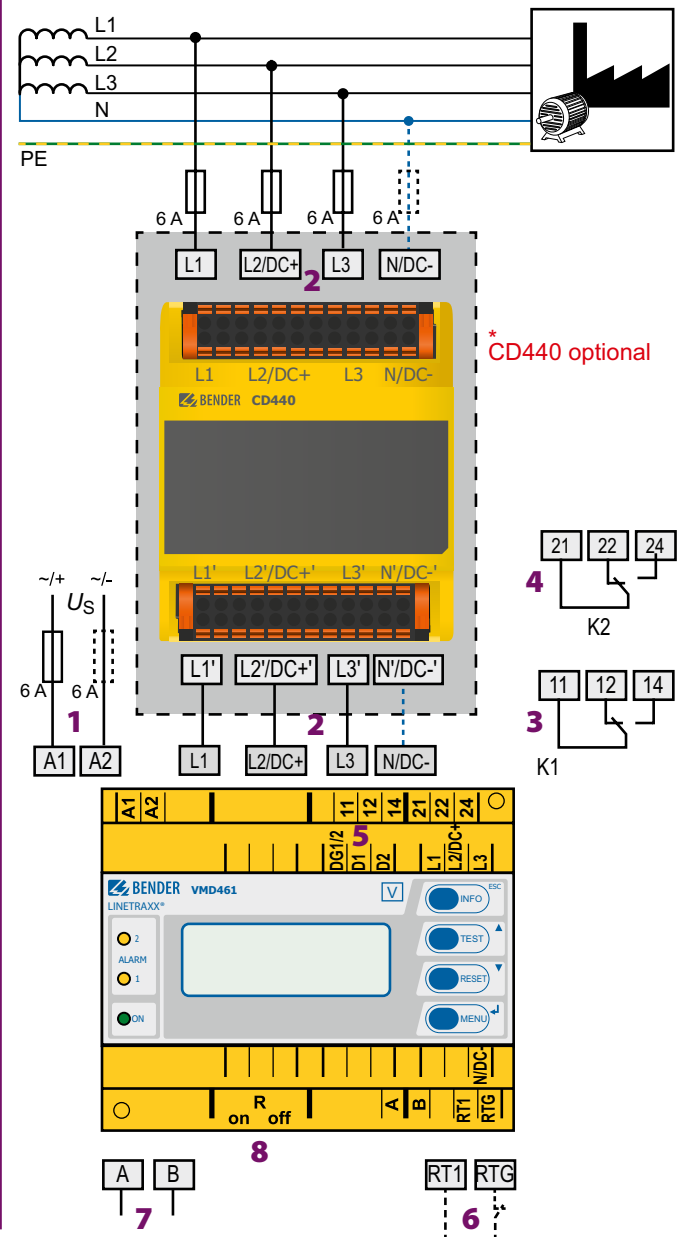 L1
L2
L3
N
PE
6 A 6 A 6 A 6 A
L1 L2/DC+ L3 N/DC-
2
*
CD440 optional
L1 L2/DC+ L3 N/DC-
BENDER CD440
L1' L2'/DC+' L3' N'/DC-'
21 22 24
4
K2
~/+ ~/-
US
6 A 6 A
1
L1' L2'/DC+' L3' N'/DC-'
2
11 12 14
3
K1
A1 A2
L1 L2/DC+ L3 N/DC-
A1 A2 11 12 14 21 22 24
5
DG1/2 D1 D2 L1 L2/DC+ L3
BENDER VMD461
LINETRAXX®
V
INFO ESC
2
TEST
ALARM
1
RESET
ON
MENU
N/DC-
R
on off
A B RT1 RTG
8
A B
7
RT1 RTG
6